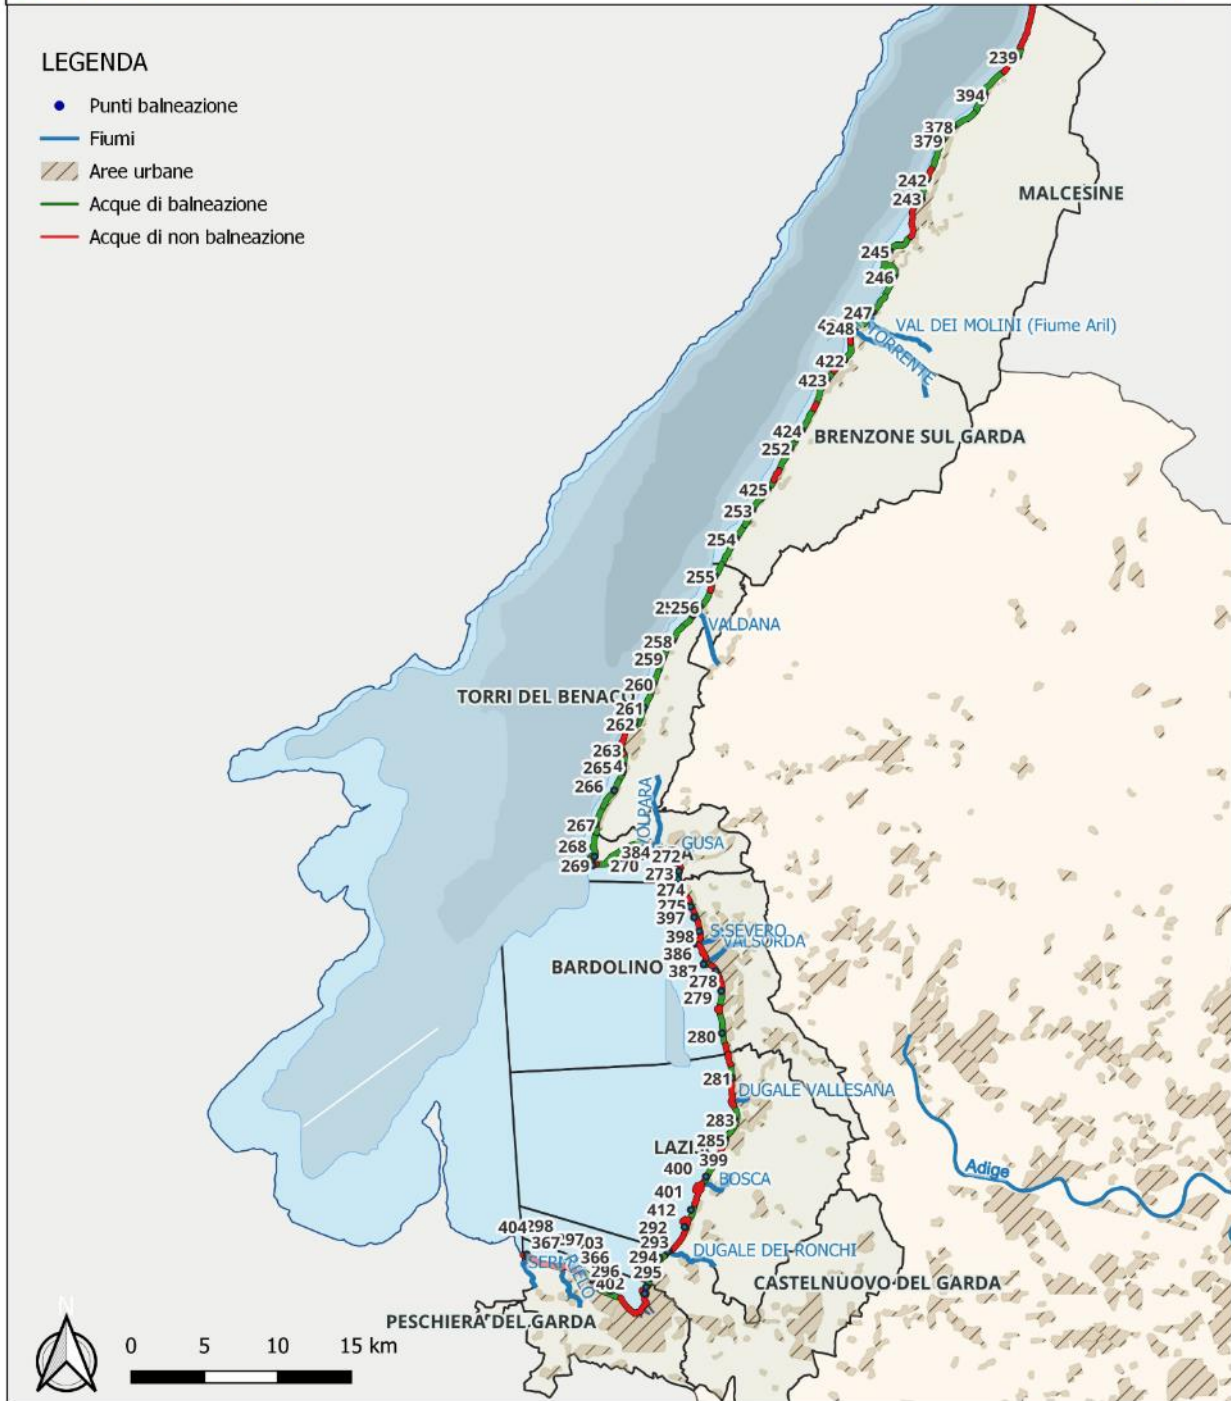 LEGENDA
Punti balneazione
Fiumi
Aree urbane
Acque di balneazione
Acque di non balneazione
239
394
378
379
242
MALCESINE
243
245
246
247
VAL DEI MOLINI (Fiume Aril)
248
TORRENTE
422
423
424
BRENZONE SUL GARDA
252
425
253
254
255
256
VALDANA
258
259
260
TORRI DEL BENACO
261
262
263
265
266
267
268
384
272
GUSA
269
270
273
274
275
397
S.SEVERO
398
VALSORDA
386
BARDOLINO
387
278
279
280
281
DUGALE VALLESANA
283
285
399
400
BOSCA
Adige
401
412
404
298
292
367
297
293
DUGALE DEI RONCHI
366
294
296
295
402
CASTELNUOVO DEL GARDA
PESCHIERA DEL GARDA
N
0 5 10 15 km